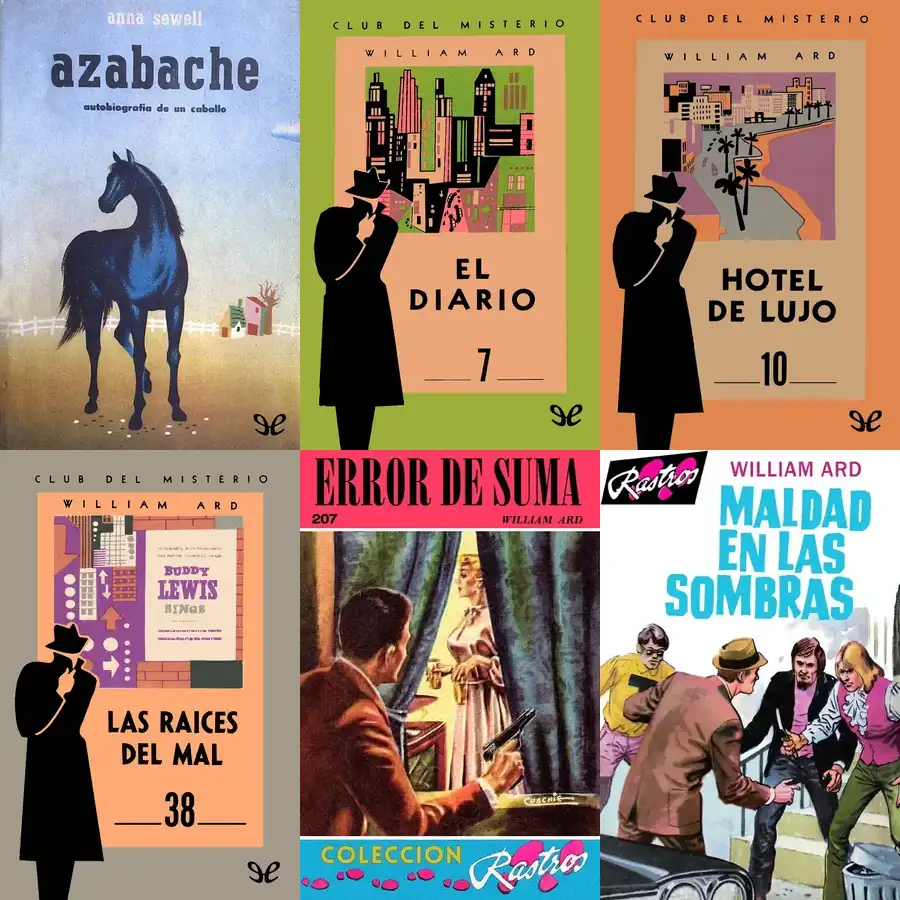 anna sewell
azabache
autobiografía de un caballo
CLUB DEL MISTERIO
WILLIAM ARD
EL
DIARIO
7
CLUB DEL MISTERIO
WILLIAM ARD
HOTEL
DE LUJO
10
CLUB DEL MISTERIO
WILLIAM ARD
BUDDY
LEWIS
SINGS
LAS RAICES
DEL MAL
38
ERROR DE SUMA
207
WILLIAM ARD
CUSCHIE
COLECCION
Rastros
Rastros
WILLIAM ARD
MALDAD
EN LAS
SOMBRAS